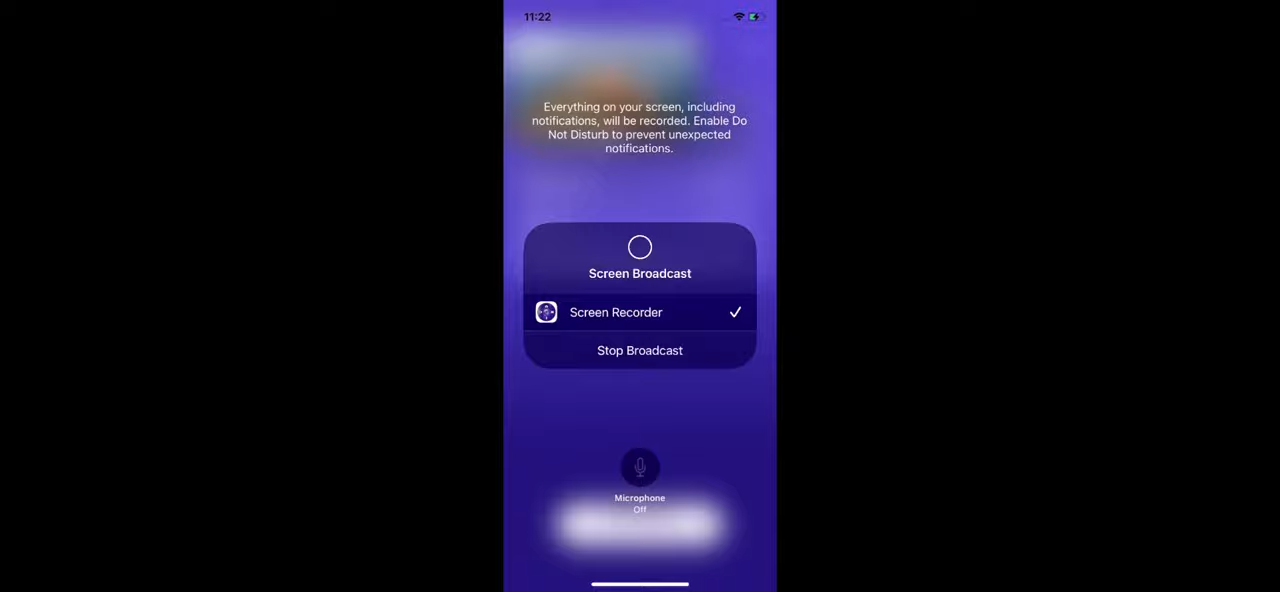 11:22
Everything on your screen, including
notifications, will be recorded. Enable Do
Not Disturb to prevent unexpected
notifications.
Screen Broadcast
Screen Recorder
Stop Broadcast
Microphone
Off